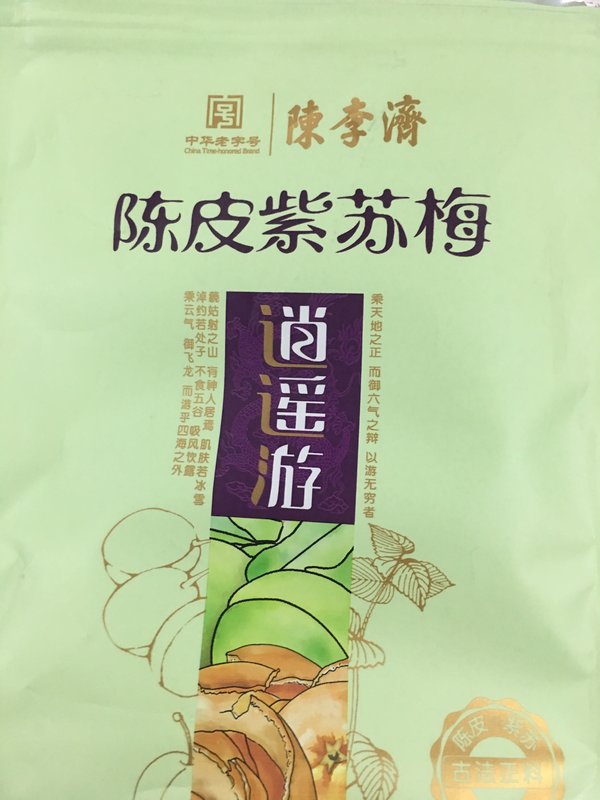 中华老字号
China Time-honored Brand
陳李濟
陈皮紫苏梅
乘天地之正 而御六气之辩 以游无穷者
逍遥游
藐姑射之山 有神人居焉 肌肤若冰雪
淖约若处子 不食五谷 吸风饮露
乘云气 御飞龙 而游乎四海之外
陈皮 紫苏